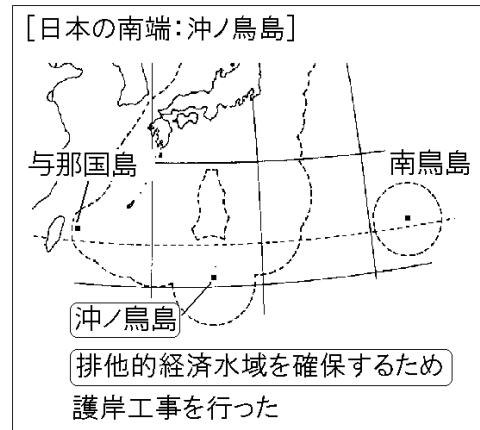 [日本の南端:沖ノ鳥島]
与那国島
南鳥島
沖ノ鳥島
排他的経済水域を確保するため
護岸工事を行った